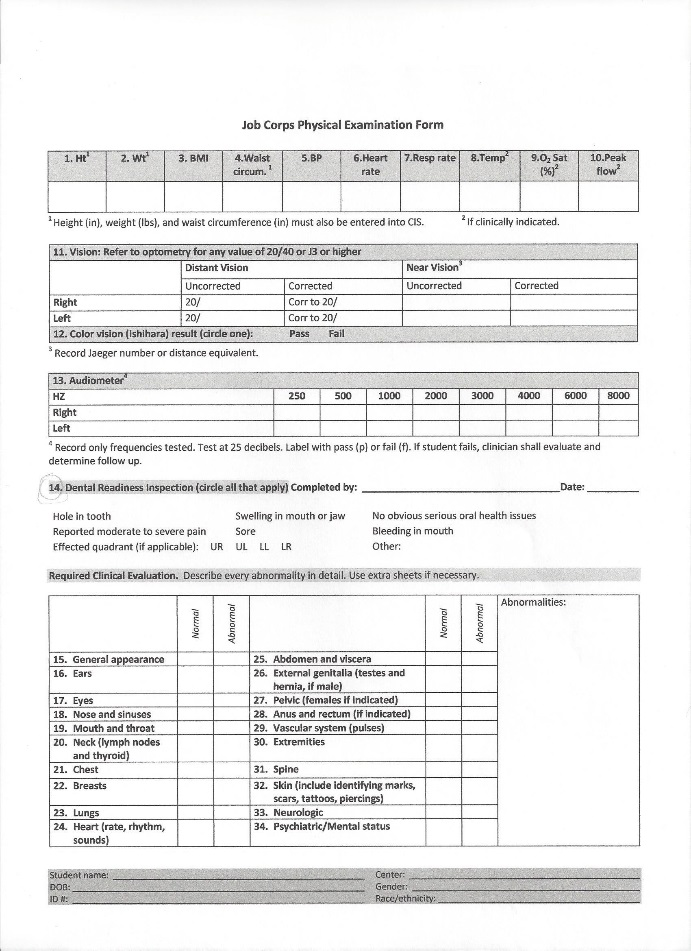 Job Corps Physical Examination Form
1. Ht¹ 2. Wt¹ 3. BMI 4.Waist circum. ¹ 5.BP 6.Heart rate 7.Resp rate 8.Temp² 9.O₂ Sat (%)² 10.Peak flow²
¹ Height (in), weight (lbs), and waist circumference (in) must also be entered into CIS. ² If clinically indicated.
11. Vision: Refer to optometry for any value of 20/40 or J3 or higher
Distant Vision Near Vision³
Uncorrected Corrected Uncorrected Corrected
Right 20/ Corr to 20/
Left 20/ Corr to 20/
12. Color vision (Ishihara) result (circle one): Pass Fail
³ Record Jaeger number or distance equivalent.
13. Audiometer⁴
HZ 250 500 1000 2000 3000 4000 6000 8000
Right
Left
⁴ Record only frequencies tested. Test at 25 decibels. Label with pass (p) or fail (f). If student fails, clinician shall evaluate and
determine follow up.
14. Dental Readiness Inspection (circle all that apply) Completed by: Date:
Hole in tooth Swelling in mouth or jaw No obvious serious oral health issues
Reported moderate to severe pain Sore Bleeding in mouth
Effected quadrant (if applicable): UR UL LL LR Other:
Required Clinical Evaluation. Describe every abnormality in detail. Use extra sheets if necessary.
Normal Abnormal Normal Abnormal Abnormalities:
15. General appearance 25. Abdomen and viscera
16. Ears 26. External genitalia (testes and
hernia, if male)
17. Eyes 27. Pelvic (females if indicated)
18. Nose and sinuses 28. Anus and rectum (if indicated)
19. Mouth and throat 29. Vascular system (pulses)
20. Neck (lymph nodes 30. Extremities
and thyroid)
21. Chest 31. Spine
22. Breasts 32. Skin (include identifying marks,
scars, tattoos, piercings)
23. Lungs 33. Neurologic
24. Heart (rate, rhythm, 34. Psychiatric/Mental status
sounds)
Student name: Center:
DOB: Gender:
ID #: Race/ethnicity: